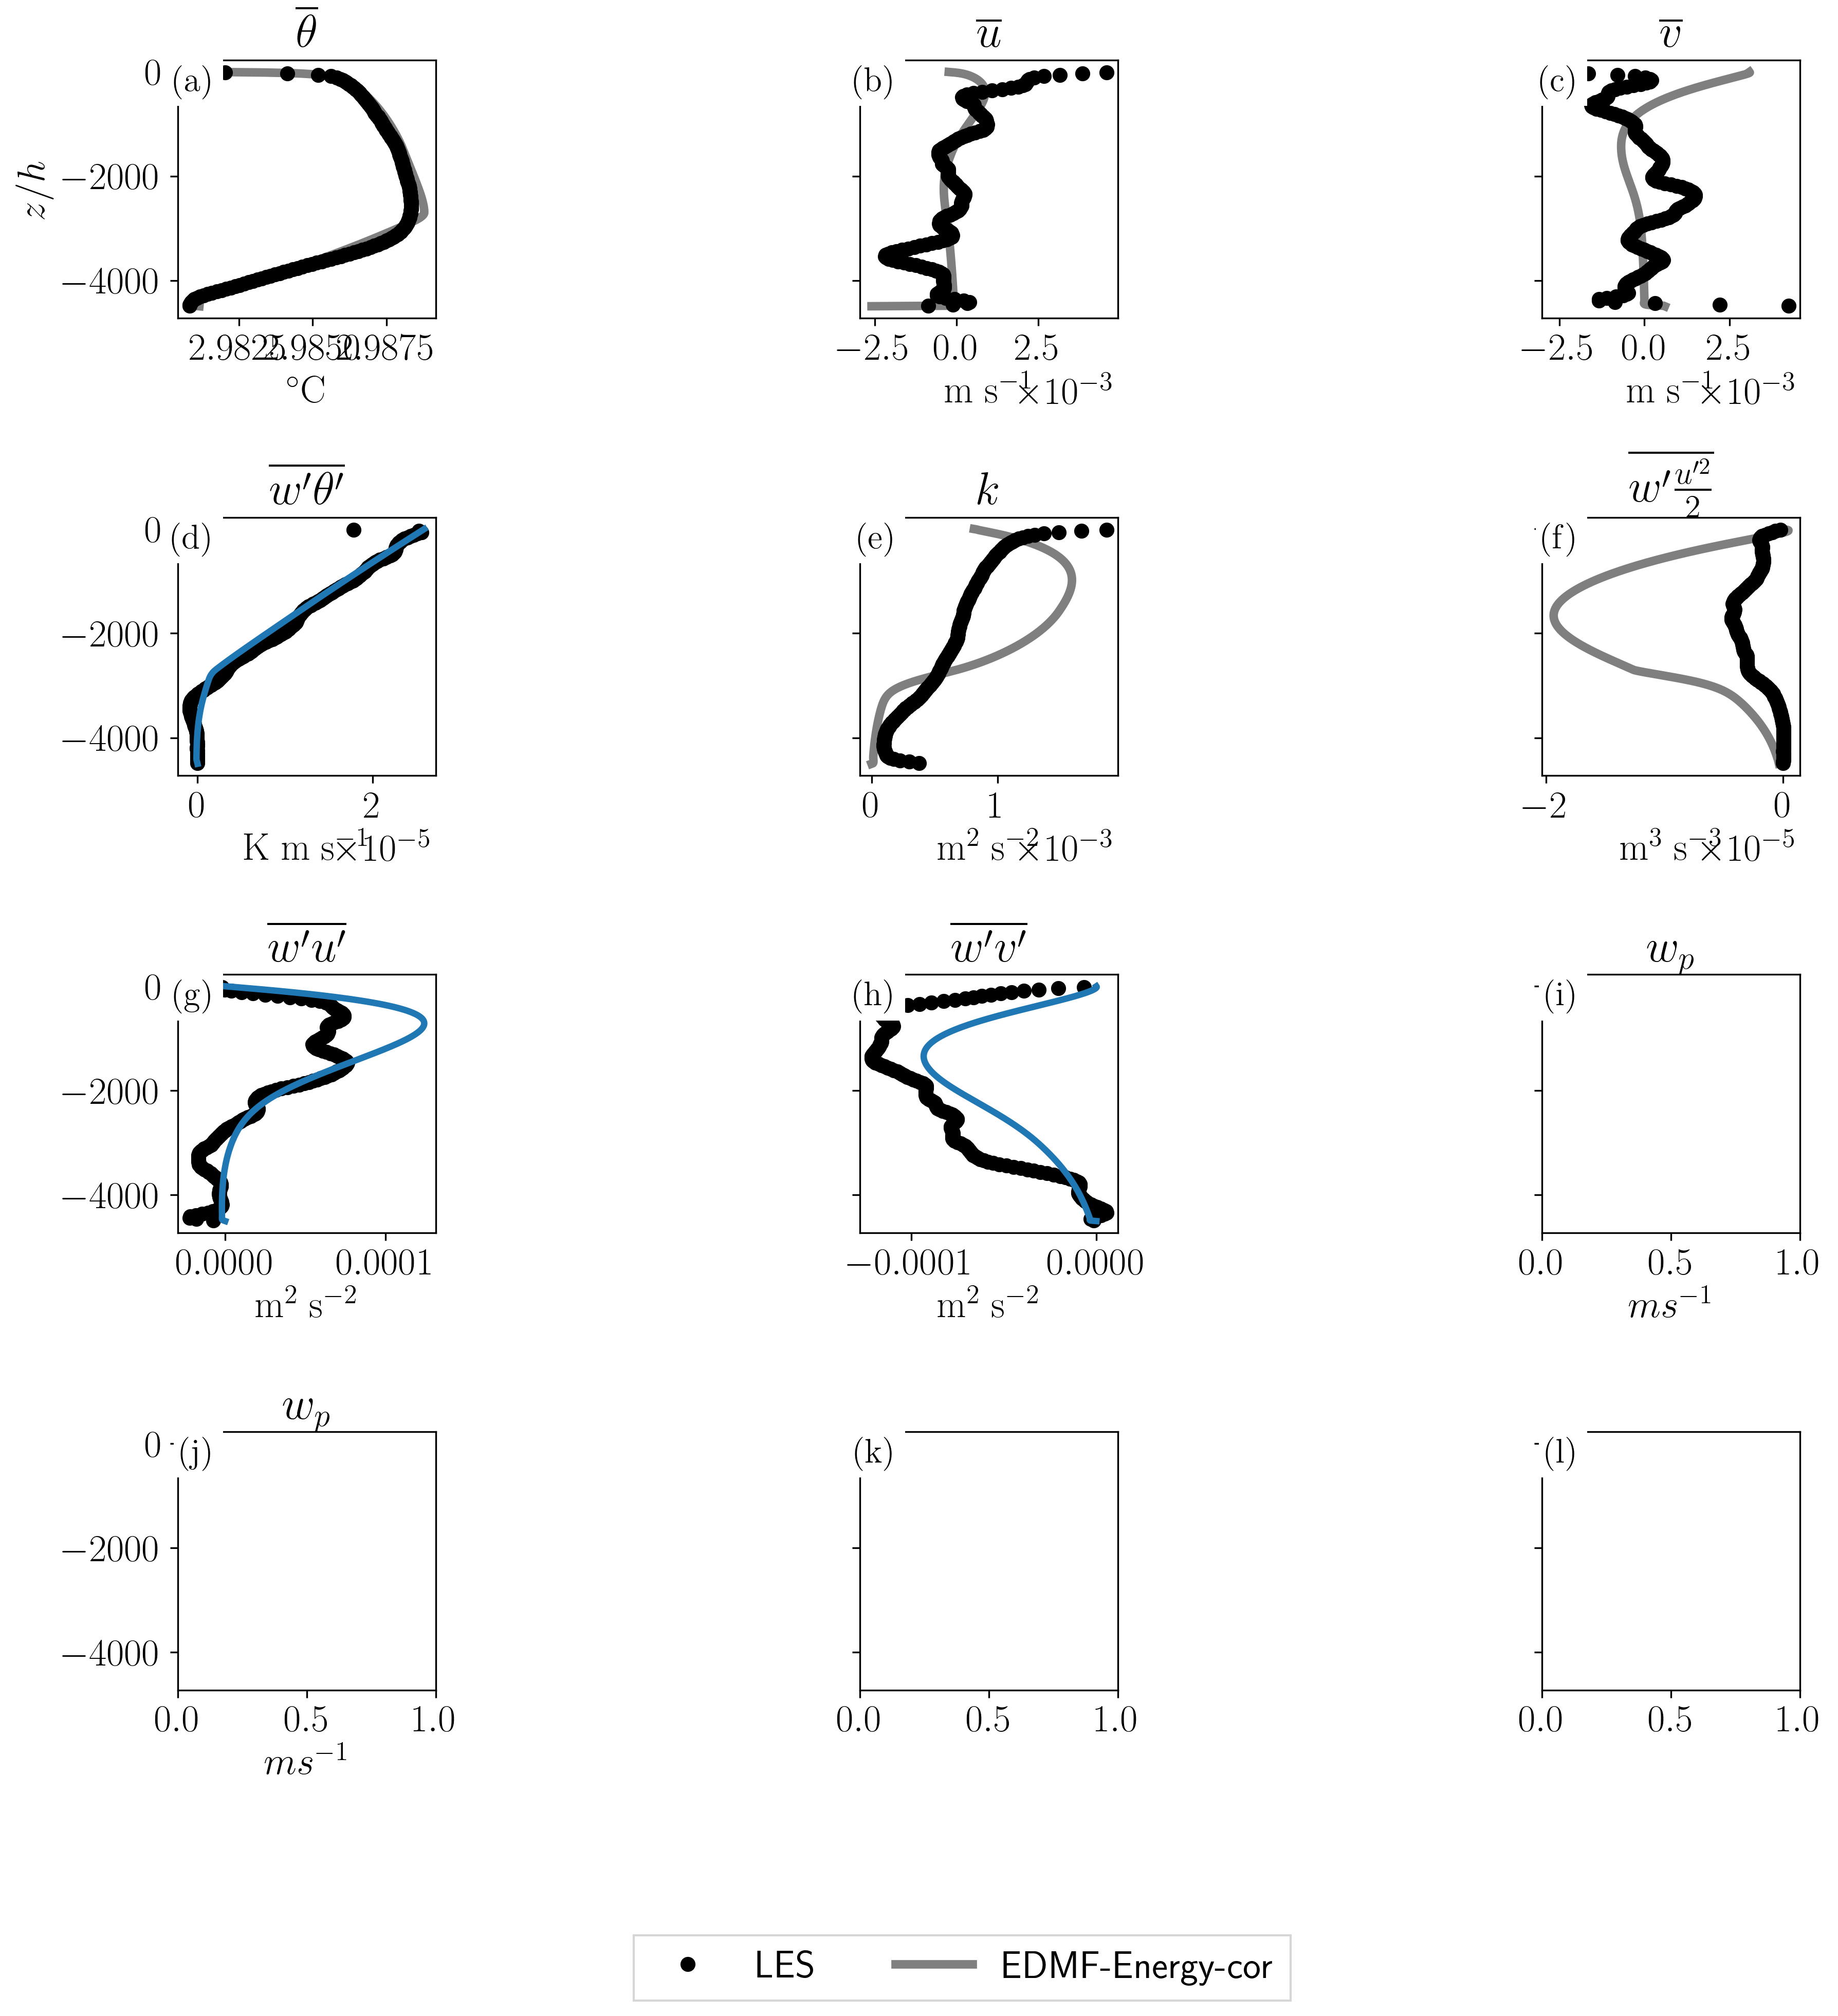 θ̅ u̅ v̅
(a) (b) (c)
0
−2000
−4000
z/h
2.9825 2.9850 2.9875
−2.5 0.0 2.5
−2.5 0.0 2.5
°C
m s⁻¹ ×10⁻³
m s⁻¹ ×10⁻³
w′θ′ k w′u′²/2
(d) (e) (f)
0
−2000
−4000
0 2
0 1
−2 0
K m s⁻¹ ×10⁻⁵
m² s⁻² ×10⁻³
m³ s⁻³ ×10⁻⁵
w′u′ w′v′ wₚ
(g) (h) (i)
0
−2000
−4000
0.0000 0.0001
−0.0001 0.0000
0.0 0.5 1.0
m² s⁻²
m² s⁻²
ms⁻¹
wₚ
(j) (k) (l)
0
−2000
−4000
0.0 0.5 1.0
0.0 0.5 1.0
0.0 0.5 1.0
ms⁻¹
LES EDMF-Energy-cor